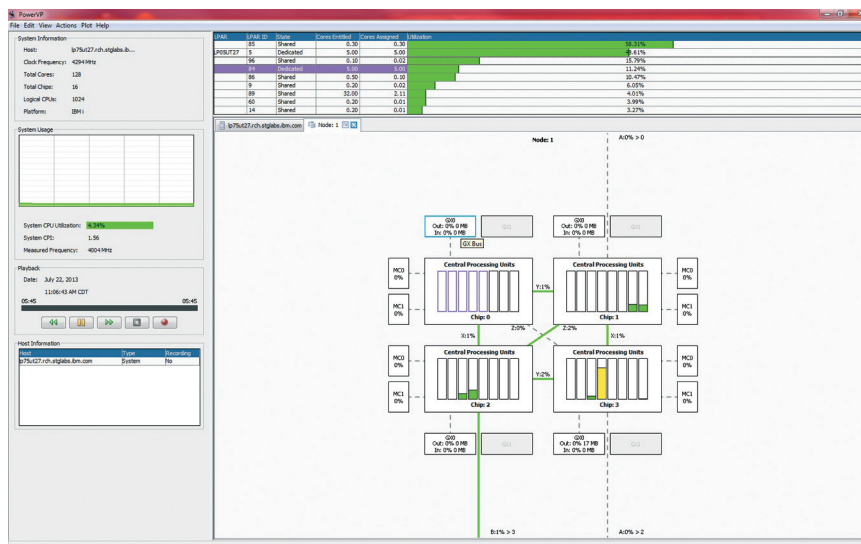 PowerVP
File Edit View Actions Plot Help
System Information
Host: lp75ut27.rch.stglabs.ib...
Clock Frequency: 4294 MHz
Total Cores: 128
Total Chips: 16
Logical CPUs: 1024
Platform: IBM i
System Usage
System CPU Utilization: 4.34%
System CPI: 1.56
Measured Frequency: 4004 MHz
Playback
Date: July 22, 2013
11:06:43 AM CDT
05:45 05:45
Host Information
Host Type Recording
lp75ut27.rch.stglabs.ibm.com System No
LPAR LPAR ID State Cores Entitled Cores Assigned Utilization
85 Shared 0.30 0.30 58.31%
LP05UT27 5 Dedicated 5.00 5.00 48.61%
96 Shared 0.10 0.02 15.79%
84 Dedicated 5.00 5.00 11.24%
86 Shared 0.50 0.10 10.47%
9 Shared 0.20 0.02 6.05%
89 Shared 32.00 2.11 4.01%
60 Shared 0.20 0.01 3.99%
14 Shared 0.20 0.01 3.27%
lp75ut27.rch.stglabs.ibm.com Node: 1
Node: 1
A:0% > 0
GX0
Out: 0% 0 MB
In: 0% 0 MB
GX1
GX Bus
GX0
Out: 0% 0 MB
In: 0% 0 MB
GX1
MC0
0%
MC1
0%
Central Processing Units
Chip: 0
Y:1%
Central Processing Units
Chip: 1
MC0
0%
MC1
0%
X:1%
Z:0%
Z:2%
X:1%
MC0
0%
MC1
0%
Central Processing Units
Chip: 2
Y:2%
Central Processing Units
Chip: 3
MC0
0%
MC1
0%
GX0
Out: 0% 0 MB
In: 0% 0 MB
GX1
GX0
Out: 0% 17 MB
In: 0% 0 MB
GX1
B:1% > 3
A:0% > 2